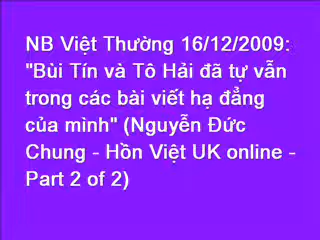 NB Việt Thường 16/12/2009:
"Bùi Tín và Tô Hải đã tự vẫn
trong các bài viết hạ đẳng
của mình" (Nguyễn Đức
Chung - Hồn Việt UK online -
Part 2 of 2)